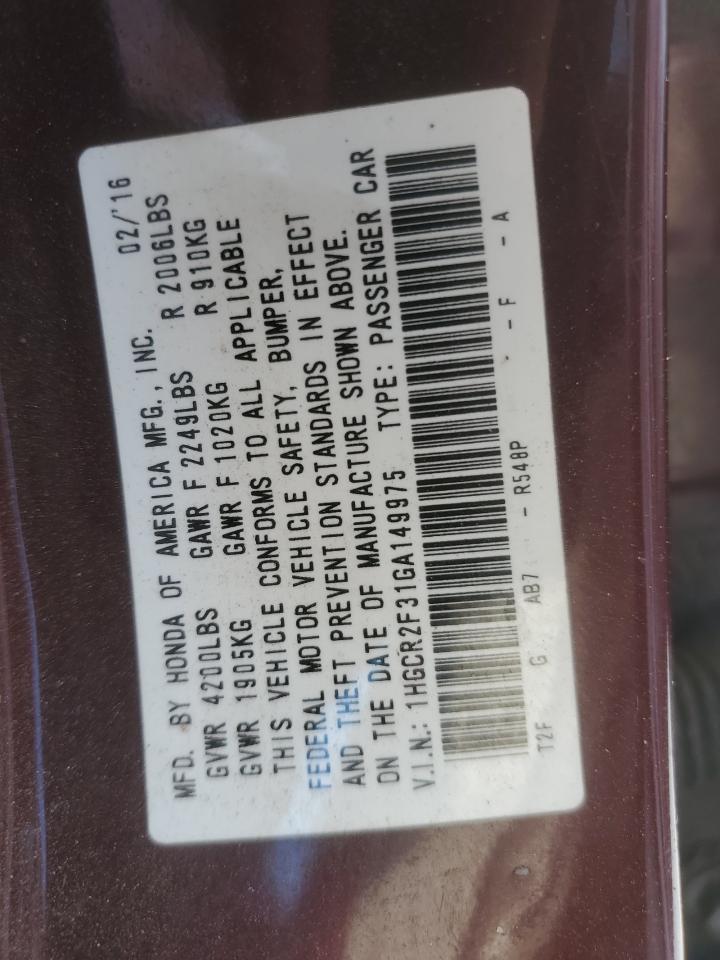 MFD. BY HONDA OF AMERICA MFG., INC. 02/'16
GVWR 4200LBS GAWR F 2249LBS R 2006LBS
GVWR 1905KG GAWR F 1020KG R 910KG
THIS VEHICLE CONFORMS TO ALL APPLICABLE
FEDERAL MOTOR VEHICLE SAFETY, BUMPER,
AND THEFT PREVENTION STANDARDS IN EFFECT
ON THE DATE OF MANUFACTURE SHOWN ABOVE.
V.I.N.: 1HGCR2F31GA149975 TYPE: PASSENGER CAR
T2F G AB7 - R548P - F - A